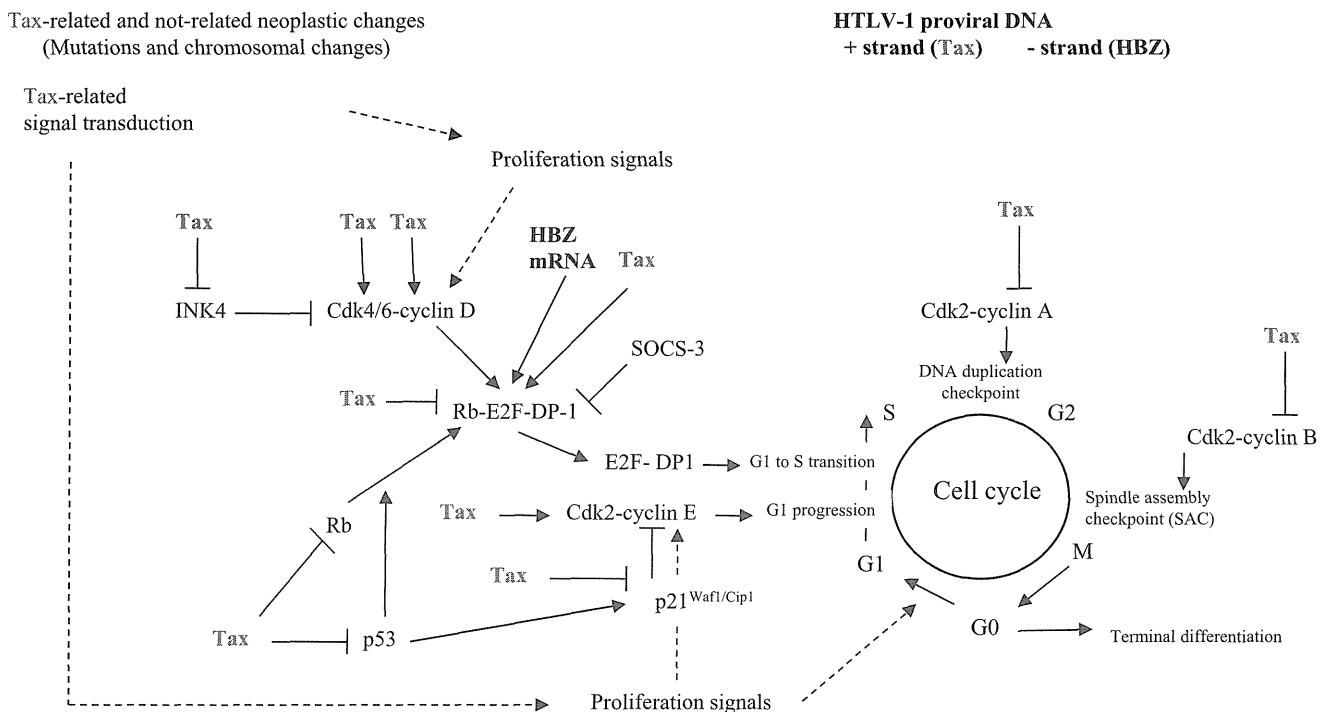 Tax-related and not-related neoplastic changes
(Mutations and chromosomal changes)
HTLV-1 proviral DNA
+ strand (Tax) - strand (HBZ)
Tax-related
signal transduction
Proliferation signals
Tax
Tax Tax
HBZ
mRNA
Tax
Tax
INK4
Cdk4/6-cyclin D
Cdk2-cyclin A
Tax
SOCS-3
DNA duplication
checkpoint
Tax
Rb-E2F-DP-1
S
G2
Cdk2-cyclin B
E2F- DP1
G1 to S transition
Cell cycle
Spindle assembly
checkpoint (SAC)
Tax
Cdk2-cyclin E
G1 progression
Rb
M
G1
Tax
p21Waf1/Cip1
Tax
p53
G0
Terminal differentiation
Proliferation signals